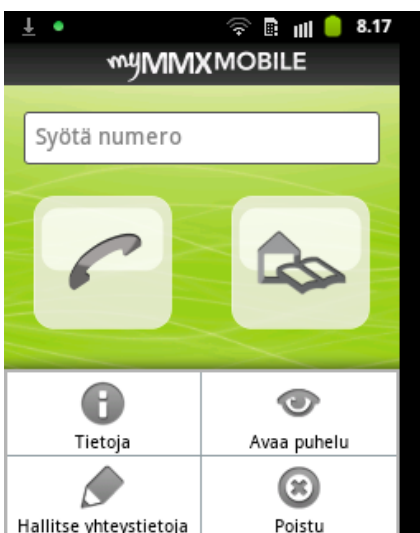 8.17
myMMXMOBILE
Syötä numero
Tietoja
Avaa puhelu
Hallitse yhteystietoja
Poistu